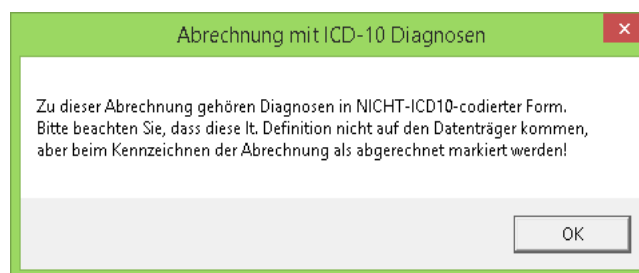 Abrechnung mit ICD-10 Diagnosen
Zu dieser Abrechnung gehören Diagnosen in NICHT-ICD10-codierter Form.
Bitte beachten Sie, dass diese lt. Definition nicht auf den Datenträger kommen,
aber beim Kennzeichnen der Abrechnung als abgerechnet markiert werden!
OK